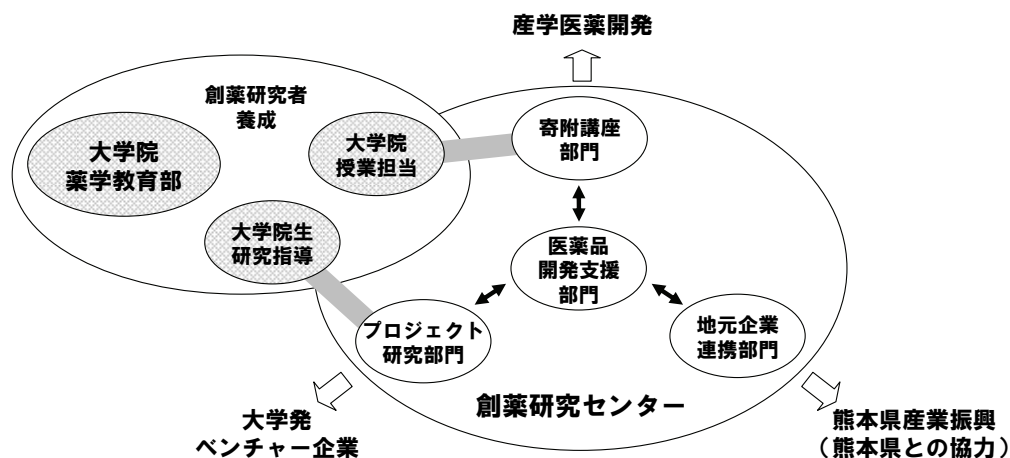 産学医薬開発
創薬研究者
養成
大学院
薬学教育部
大学院
授業担当
寄附講座
部門
大学院生
研究指導
医薬品
開発支援
部門
プロジェクト
研究部門
地元企業
連携部門
創薬研究センター
大学発
ベンチャー企業
熊本県産業振興
（熊本県との協力）